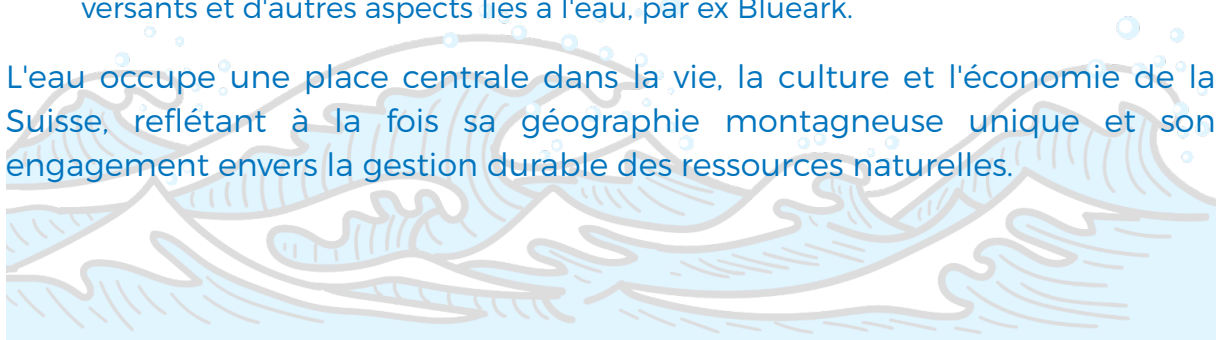 versants et d'autres aspects liés à l'eau, par ex Blueark.
L'eau occupe une place centrale dans la vie, la culture et l'économie de la
Suisse, reflétant à la fois sa géographie montagneuse unique et son
engagement envers la gestion durable des ressources naturelles.